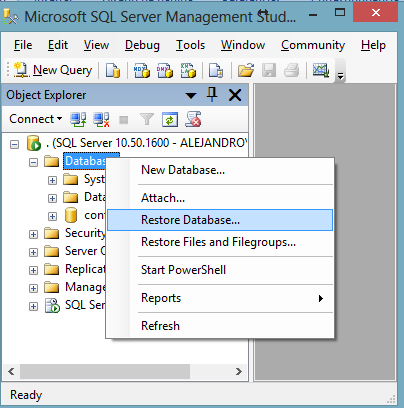 Microsoft SQL Server Management Stud...
File Edit View Debug Tools Window Community Help
New Query
Object Explorer
Connect
. (SQL Server 10.50.1600 - ALEJANDROV
Databases
New Database...
Syst
Attach...
Data
Restore Database...
con
Restore Files and Filegroups...
Security
Server O
Start PowerShell
Replicat
Reports
Manage
SQL Ser
Refresh
Ready